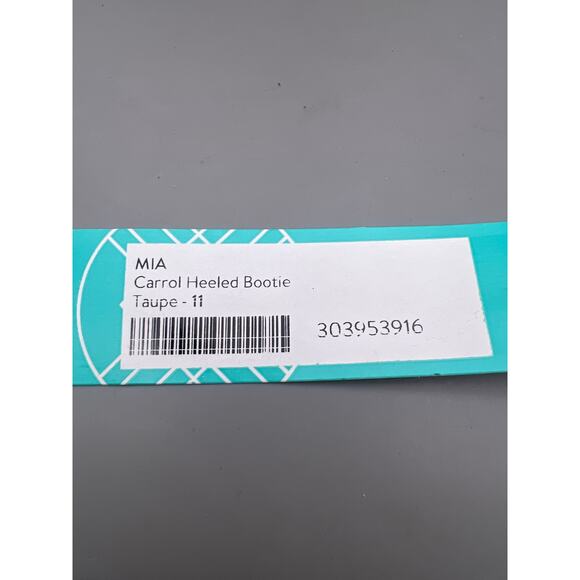 MIA
Carrol Heeled Bootie
Taupe - 11
303953916